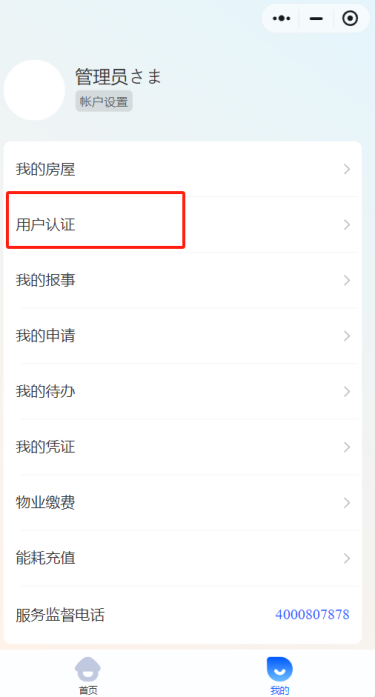 管理员さま
帐户设置
我的房屋
用户认证
我的报事
我的申请
我的待办
我的凭证
物业缴费
能耗充值
服务监督电话 4000807878
首页 我的